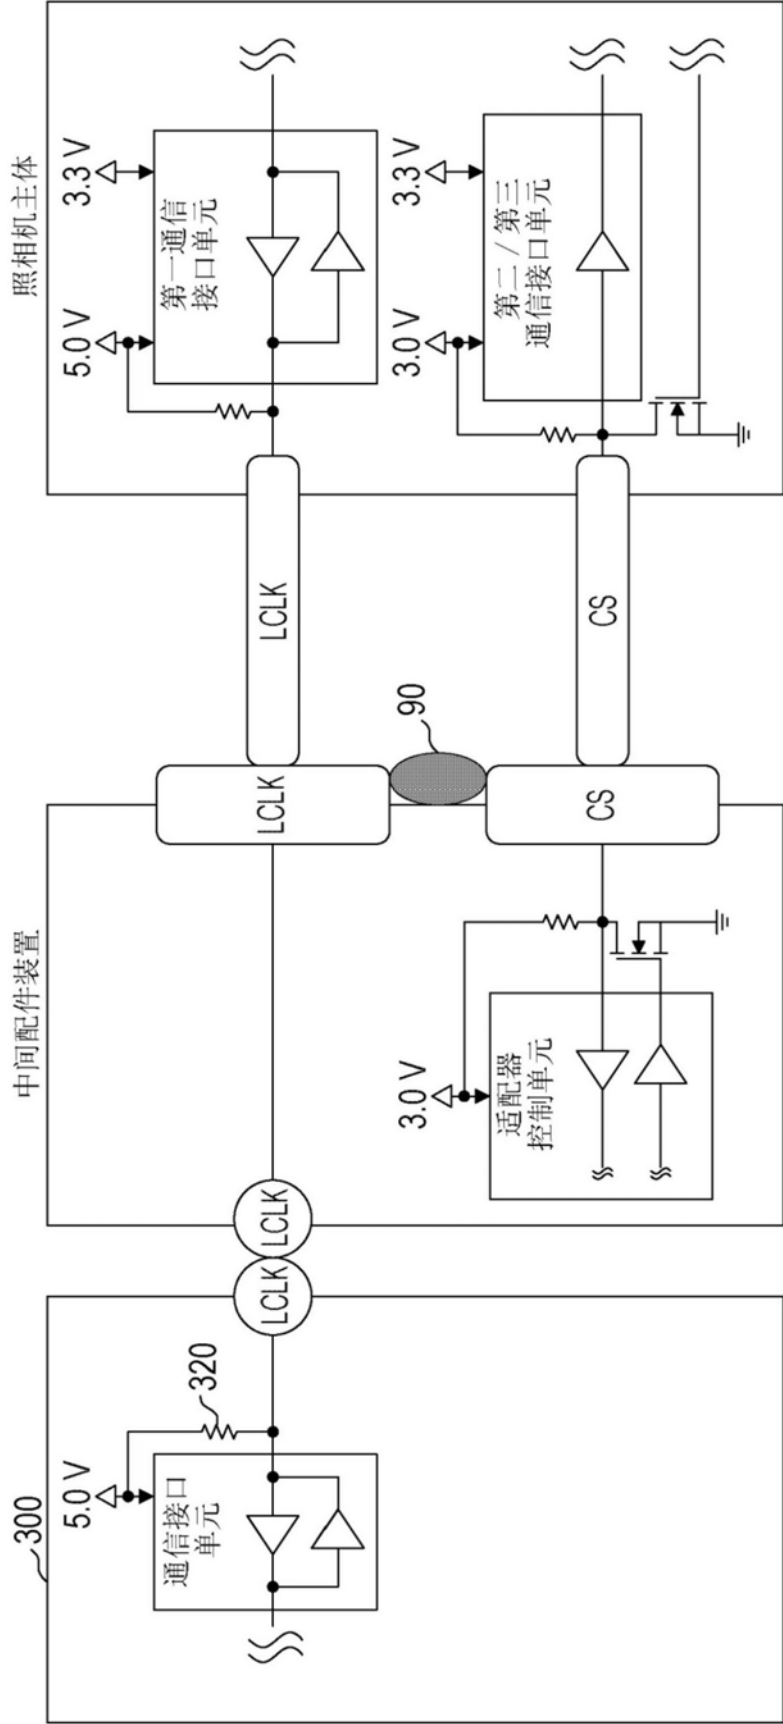 照相机主体
5.0 V
3.3 V
第一通信
接口单元
3.0 V
3.3 V
第二／第三
通信接口单元
LCLK
CS
中间配件装置
LCLK
90
CS
3.0 V
适配器
控制单元
LCLK
300
LCLK
5.0 V
320
通信接口
单元